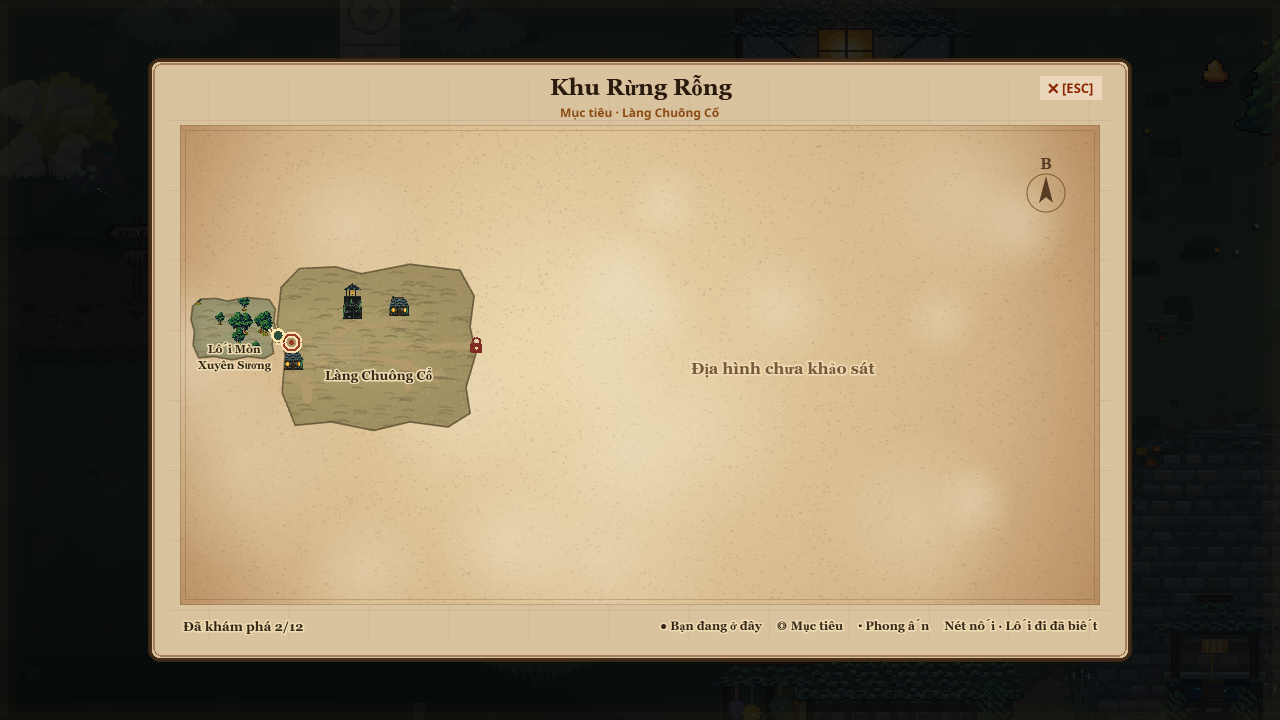 Khu Rừng Rỗng
Mục tiêu · Làng Chuông Cổ
✕ [ESC]
B
Lối Mòn
Xuyên Sương
Làng Chuông Cổ
Địa hình chưa khảo sát
Đã khám phá 2/12
● Bạn đang ở đây ◎ Mục tiêu ▪ Phong ấn Nét nối · Lối đi đã biết